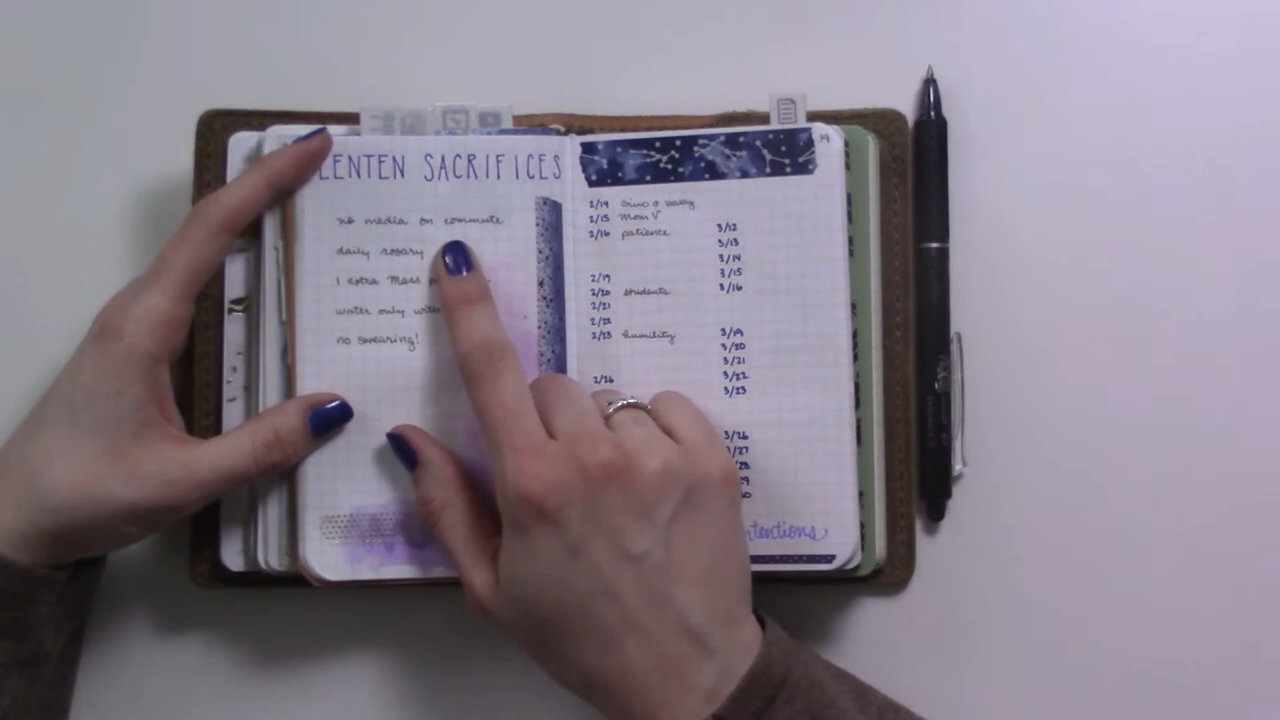 LENTEN SACRIFICES
no media on commute
daily rosary
1 extra Mass
water only
no swearing!
2/14
2/15 Mom
2/16 patience
2/19
2/20 students
2/21
2/22
2/23 humility
2/26
3/12
3/13
3/14
3/15
3/16
3/19
3/20
3/21
3/22
3/23
3/26
3/27